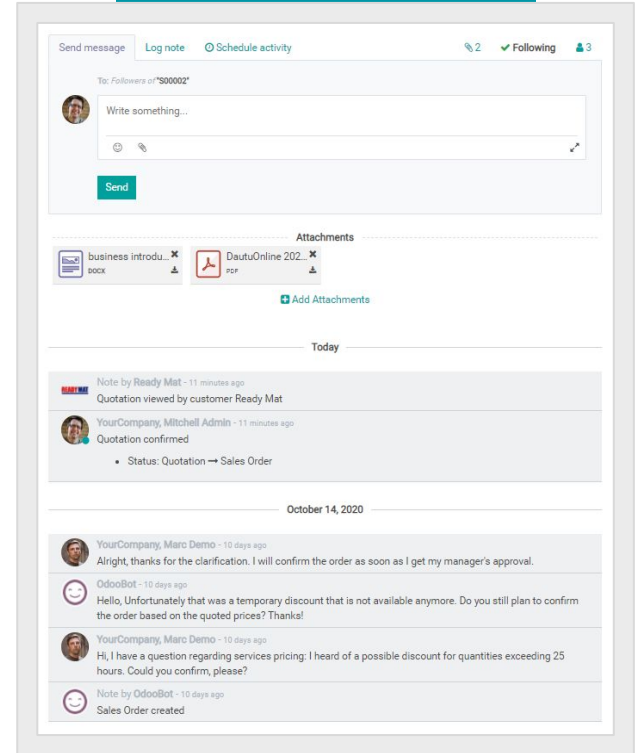 Send message Log note Schedule activity 2 Following 3
To: Followers of "S00002"
Write something...
Send
Attachments
business introdu...
DOCX
DautuOnline 202...
PDF
Add Attachments
Today
READY MAT
Note by Ready Mat - 11 minutes ago
Quotation viewed by customer Ready Mat
YourCompany, Mitchell Admin - 11 minutes ago
Quotation confirmed
• Status: Quotation → Sales Order
October 14, 2020
YourCompany, Marc Demo - 10 days ago
Alright, thanks for the clarification. I will confirm the order as soon as I get my manager's approval.
OdooBot - 10 days ago
Hello, Unfortunately that was a temporary discount that is not available anymore. Do you still plan to confirm
the order based on the quoted prices? Thanks!
YourCompany, Marc Demo - 10 days ago
Hi, I have a question regarding services pricing: I heard of a possible discount for quantities exceeding 25
hours. Could you confirm, please?
Note by OdooBot - 10 days ago
Sales Order created